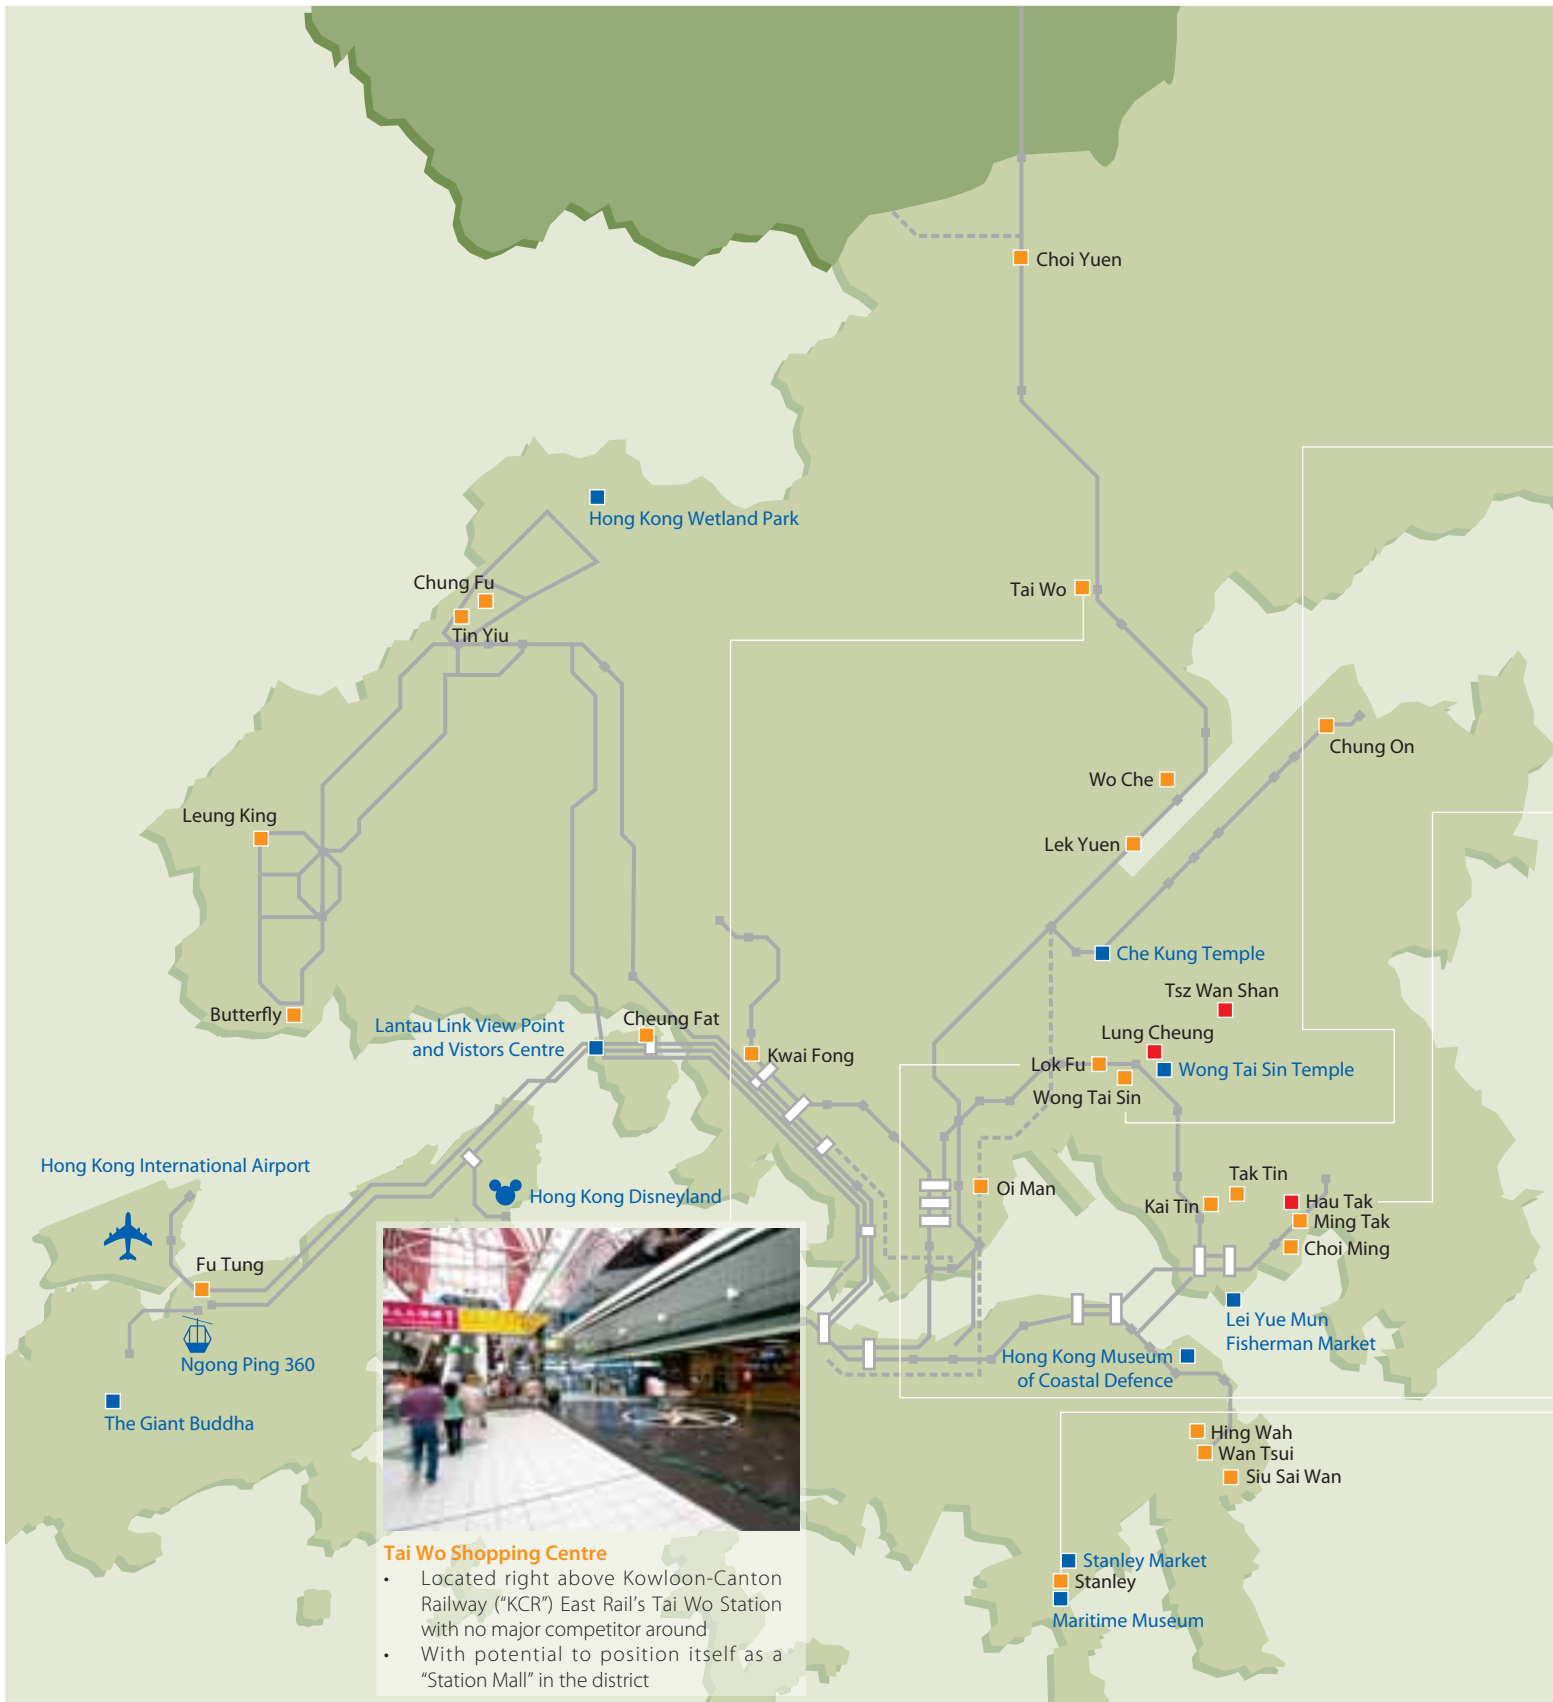 Choi Yuen
Hong Kong Wetland Park
Chung Fu
Tai Wo
Tin Yiu
Chung On
Wo Che
Leung King
Lek Yuen
Che Kung Temple
Tsz Wan Shan
Butterfly
Cheung Fat
Lantau Link View Point
and Vistors Centre
Lung Cheung
Kwai Fong
Lok Fu
Wong Tai Sin Temple
Wong Tai Sin
Hong Kong International Airport
Tak Tin
Hong Kong Disneyland
Oi Man
Kai Tin
Hau Tak
Ming Tak
Choi Ming
Fu Tung
Lei Yue Mun
Fisherman Market
Ngong Ping 360
Hong Kong Museum
of Coastal Defence
The Giant Buddha
Hing Wah
Wan Tsui
Siu Sai Wan
Tai Wo Shopping Centre
• Located right above Kowloon-Canton
Railway ("KCR") East Rail's Tai Wo Station
with no major competitor around
• With potential to position itself as a
"Station Mall" in the district
Stanley Market
Stanley
Maritime Museum